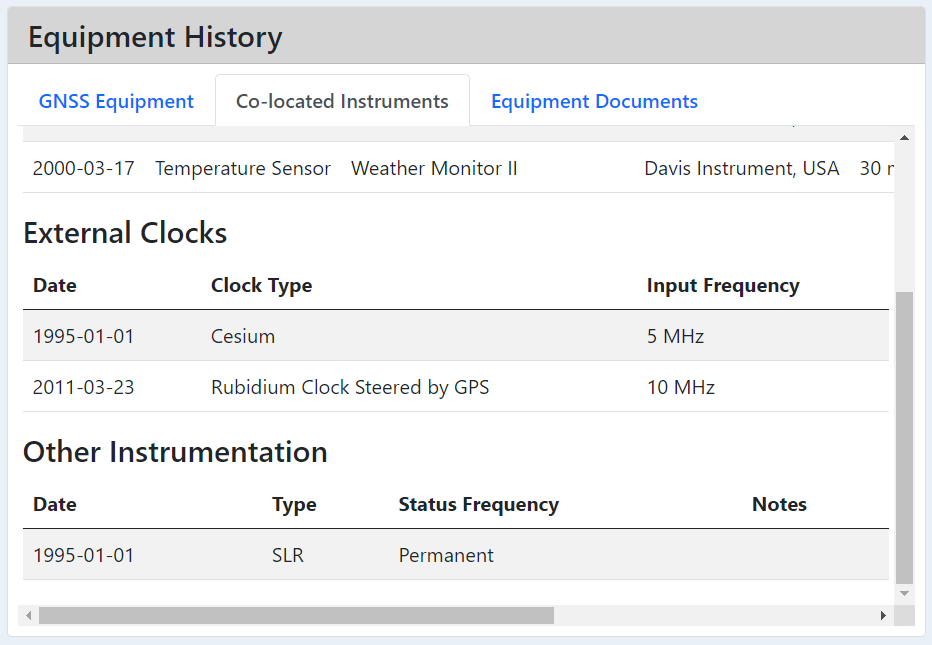 Equipment History
GNSS Equipment Co-located Instruments Equipment Documents
2000-03-17 Temperature Sensor Weather Monitor II Davis Instrument, USA 30
External Clocks
Date Clock Type Input Frequency
1995-01-01 Cesium 5 MHz
2011-03-23 Rubidium Clock Steered by GPS 10 MHz
Other Instrumentation
Date Type Status Frequency Notes
1995-01-01 SLR Permanent